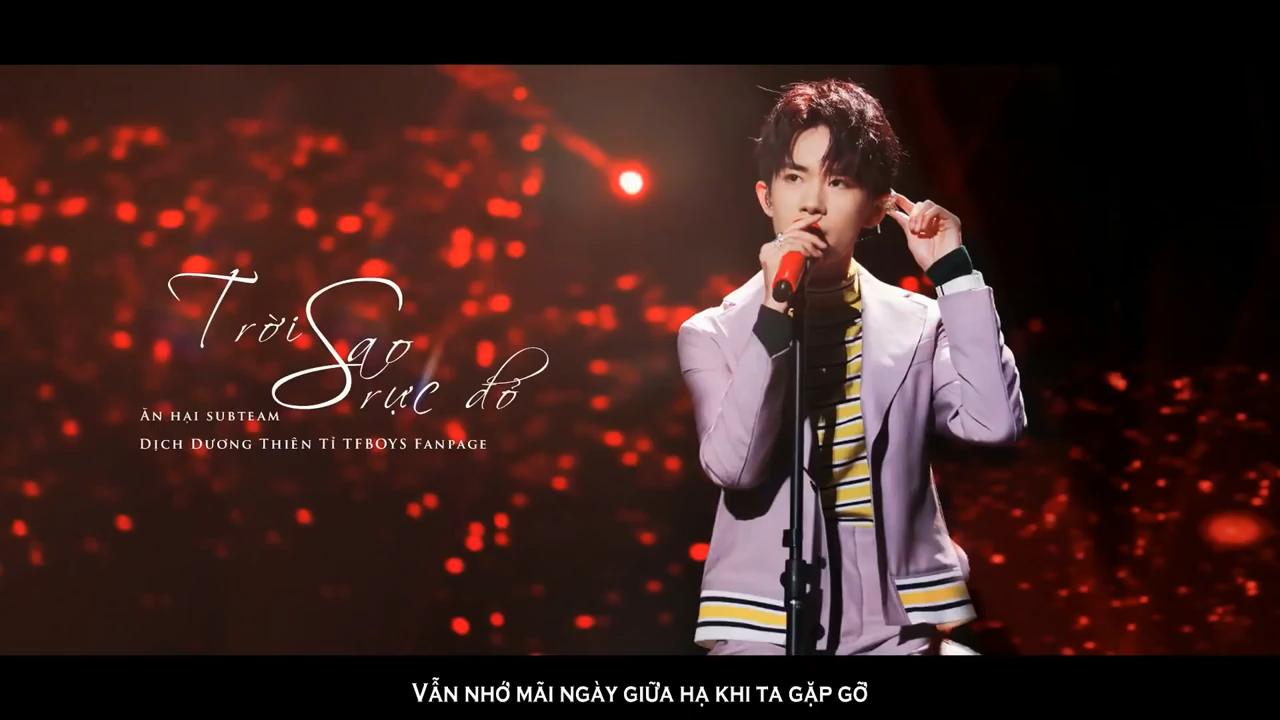 Trời Sao
rực đỏ
ĂN HẠI SUBTEAM
DỊCH DƯƠNG THIÊN TỈ TFBOYS FANPAGE
VẪN NHỚ MÃI NGÀY GIỮA HẠ KHI TA GẶP GỠ